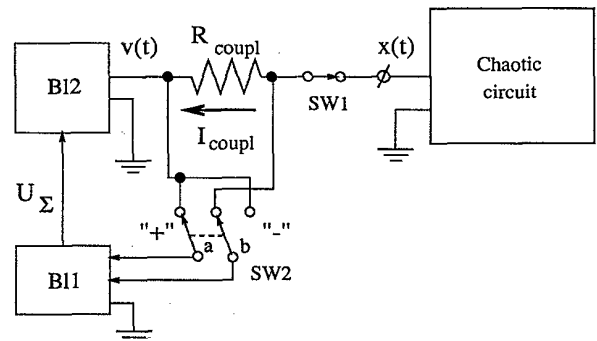 v(t)
R coupl
x(t)
Bl2
Chaotic
circuit
SW1
I coupl
U Σ
"+"
a
b
"-"
SW2
Bl1